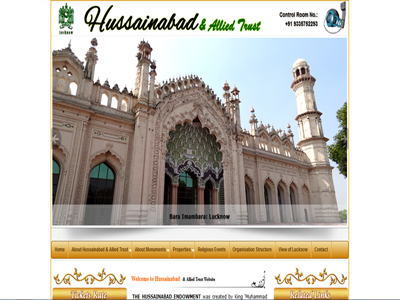 Hussainabad & Allied Trust
Control Room No.:
+91 9335792293
lucknow
Bara Imambara: Lucknow
Home About Hussainabad & Allied Trust About Monuments Properties Religious Events Organisation Structure View of Lucknow Contact
Tickets Rate
Welcome to Hussainabad & Allied Trust Website
Related Links
THE HUSSAINABAD ENDOWMENT was created by King 'Muhammad